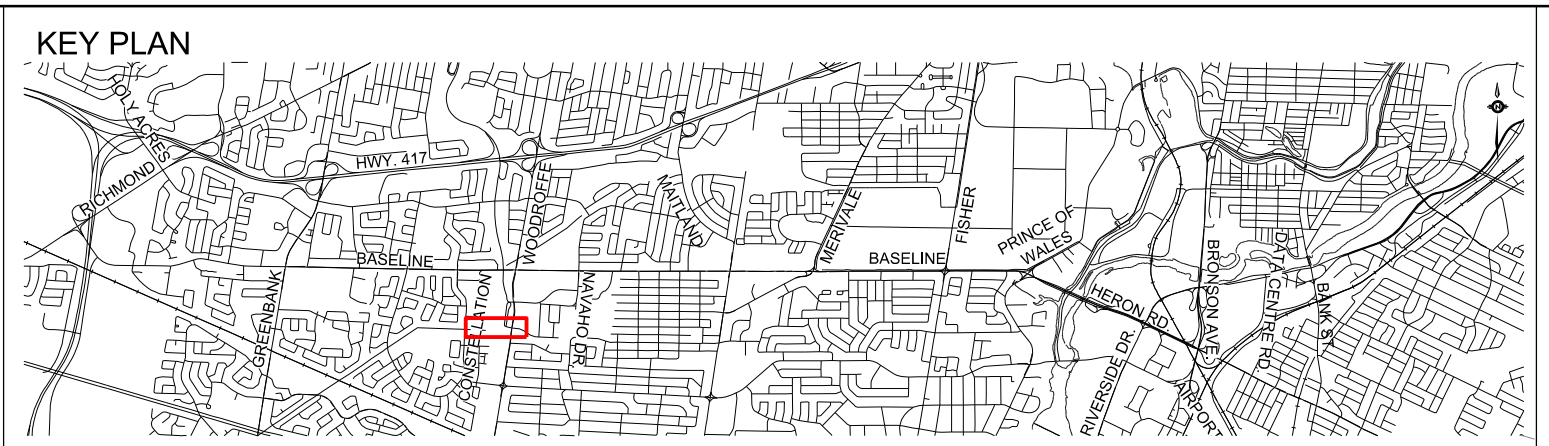 KEY PLAN
HOLY ACRES
RICHMOND
HWY. 417
WOODROFFE
MAITLAND
MERIVALE
FISHER
PRINCE OF
WALES
N
BASELINE
BASELINE
GREENBANK
CONSTELLATION
NAVAHO DR.
HERON RD.
RIVERSIDE DR.
AIRPORT
BRONSON AVE.
DATA CENTRE RD.
BANK ST.